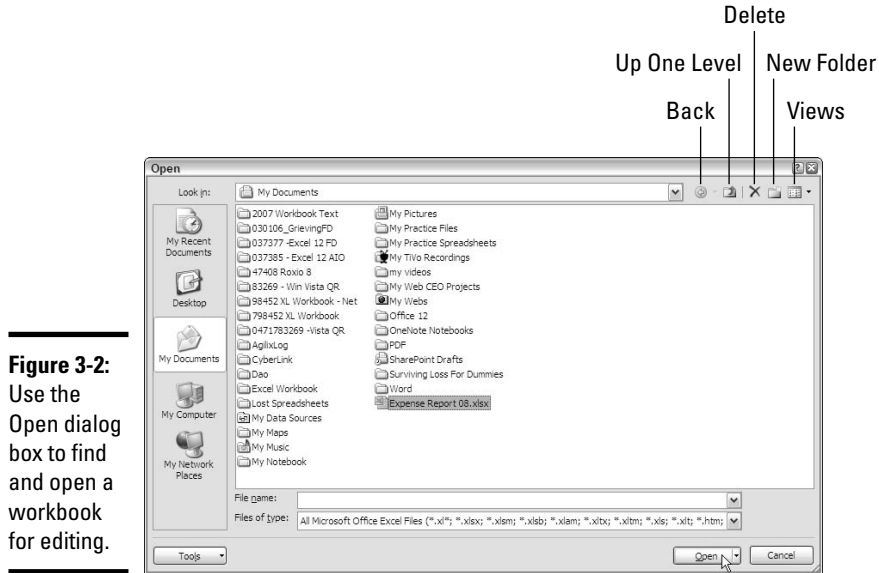 Delete
Up One Level
New Folder
Back
Views
Open
Look in:
My Documents
My Recent
Documents
Desktop
My Documents
My Computer
My Network
Places
2007 Workbook Text
030106_GrievingFD
037377 -Excel 12 FD
037385 - Excel 12 AIO
47408 Roxio 8
83269 - Win Vista QR
98452 XL Workbook - Net
798452 XL Workbook
0471783269 -Vista QR
AgilixLog
CyberLink
Dao
Excel Workbook
Lost Spreadsheets
My Data Sources
My Maps
My Music
My Notebook
My Pictures
My Practice Files
My Practice Spreadsheets
My TiVo Recordings
my videos
My Web CEO Projects
My Webs
Office 12
OneNote Notebooks
PDF
SharePoint Drafts
Surviving Loss For Dummies
Word
Expense Report 08.xlsx
File name:
Files of type:
All Microsoft Office Excel Files (*.xl*; *.xlsx; *.xlsm; *.xlsb; *.xlam; *.xltx; *.xltm; *.xls; *.xlt; *.htm;
Tools
Open
Cancel
Figure 3-2:
Use the
Open dialog
box to find
and open a
workbook
for editing.